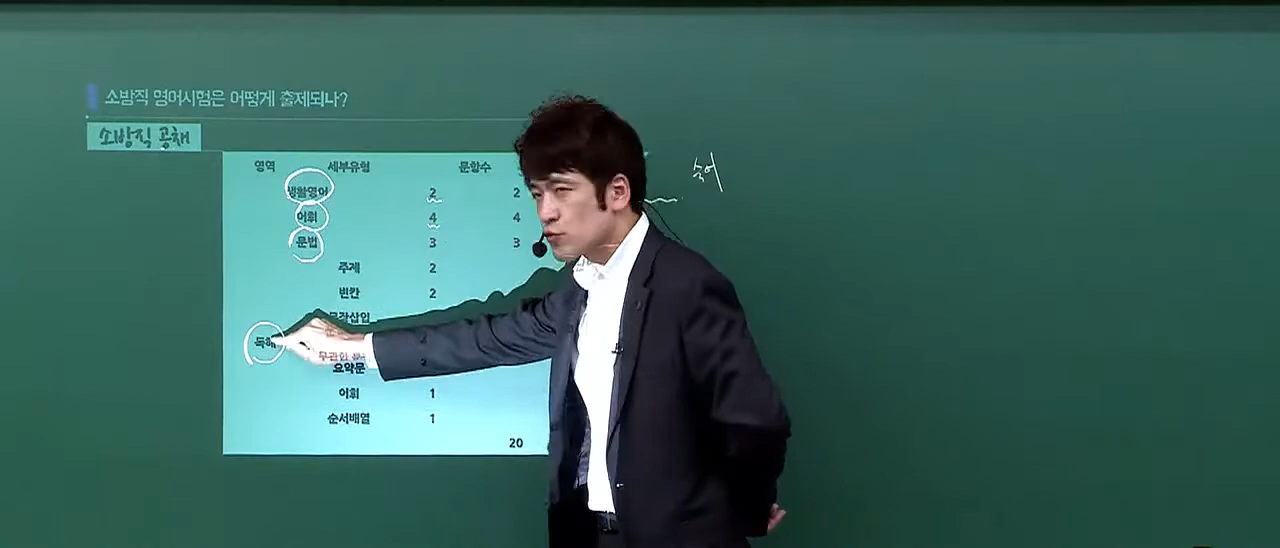 소방직 영어시험은 어떻게 출제되나?
소방직 공채
영역 세부유형 문항수
생활영어 2 2
어휘 4 4
문법 3 3
주제 2
빈칸 2
문장삽입
독해 2
무관한
요약문 2
어휘 1
순서배열 1
20
숙어